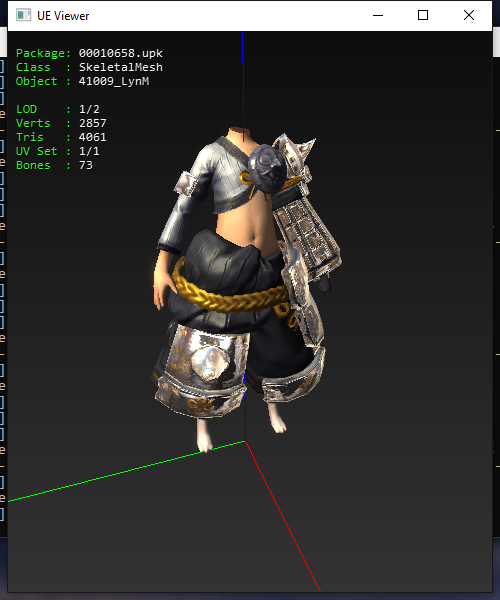 UE Viewer
Package: 00010658.upk
Class : SkeletalMesh
Object : 41009_LynM
LOD : 1/2
Verts : 2857
Tris : 4061
UV Set : 1/1
Bones : 73